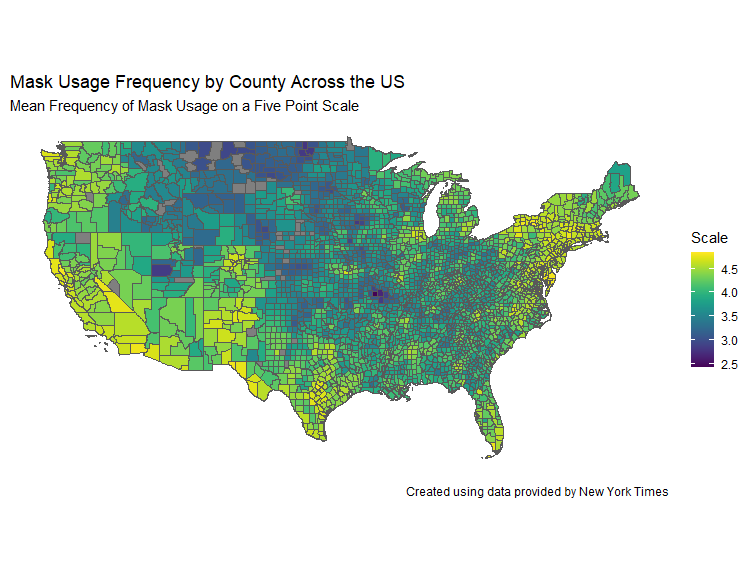 Mask Usage Frequency by County Across the US
Mean Frequency of Mask Usage on a Five Point Scale
Scale
4.5
4.0
3.5
3.0
2.5
Created using data provided by New York Times